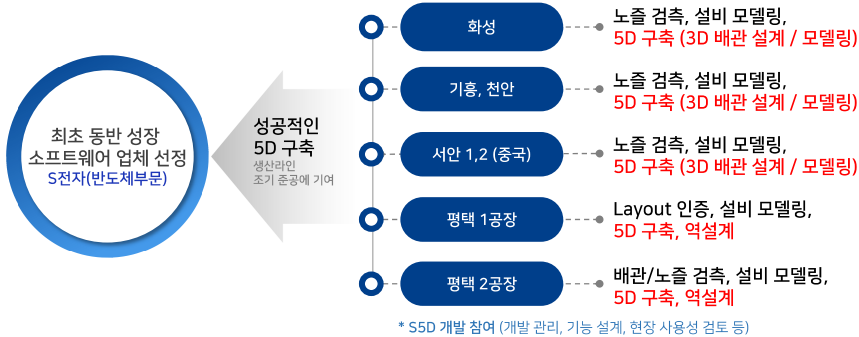 최초 동반 성장
소프트웨어 업체 선정
S전자(반도체부문)
성공적인
5D 구축
생산라인
조기 준공에 기여
화성
노즐 검측, 설비 모델링,
5D 구축 (3D 배관 설계 / 모델링)
기흥, 천안
노즐 검측, 설비 모델링,
5D 구축 (3D 배관 설계 / 모델링)
서안 1,2 (중국)
노즐 검측, 설비 모델링,
5D 구축 (3D 배관 설계 / 모델링)
평택 1공장
Layout 인증, 설비 모델링,
5D 구축, 역설계
평택 2공장
배관/노즐 검측, 설비 모델링,
5D 구축, 역설계
* S5D 개발 참여 (개발 관리, 기능 설계, 현장 사용성 검토 등)